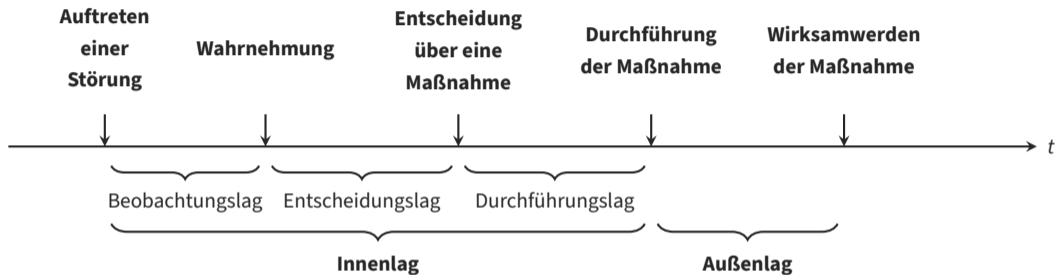 Auftreten
einer
Störung
Wahrnehmung
Entscheidung
über eine
Maßnahme
Durchführung
der Maßnahme
Wirksamwerden
der Maßnahme
t
Beobachtungslag
Entscheidungslag
Durchführungslag
Innenlag
Außenlag